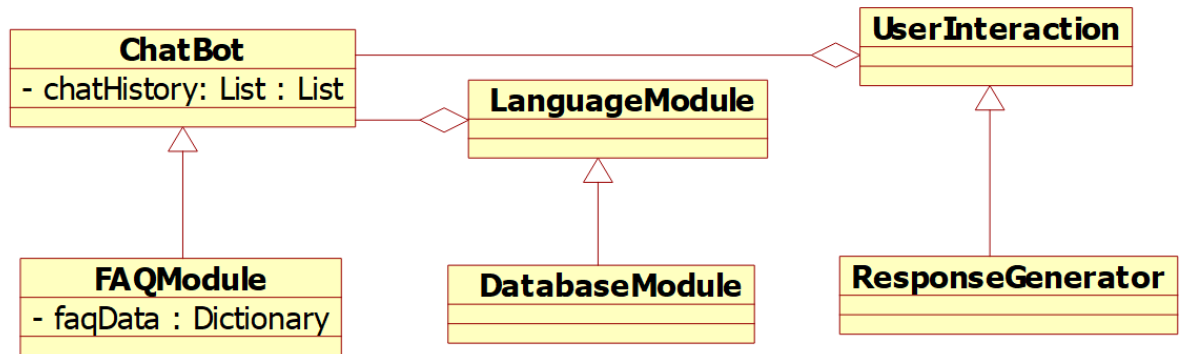 ChatBot
- chatHistory: List : List
UserInteraction
LanguageModule
FAQModule
- faqData : Dictionary
DatabaseModule
ResponseGenerator